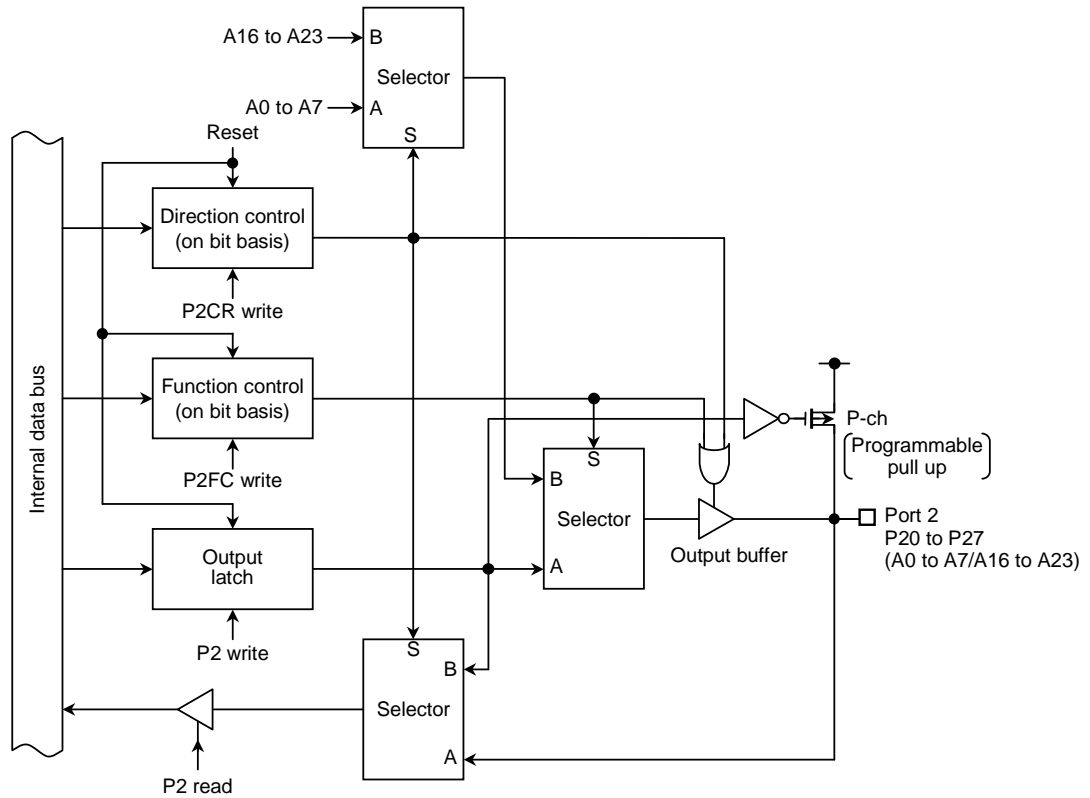 A16 to A23
B
Selector
A0 to A7
A
S
Reset
Direction control
(on bit basis)
P2CR write
Internal data bus
Function control
(on bit basis)
P2FC write
P-ch
Programmable
pull up
S
B
Selector
A
Output buffer
Port 2
P20 to P27
(A0 to A7/A16 to A23)
Output
latch
P2 write
S
B
Selector
A
P2 read